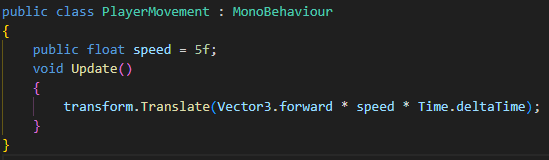 public class PlayerMovement : MonoBehaviour
{
    public float speed = 5f;
    void Update()
    {
        transform.Translate(Vector3.forward * speed * Time.deltaTime);
    }
}